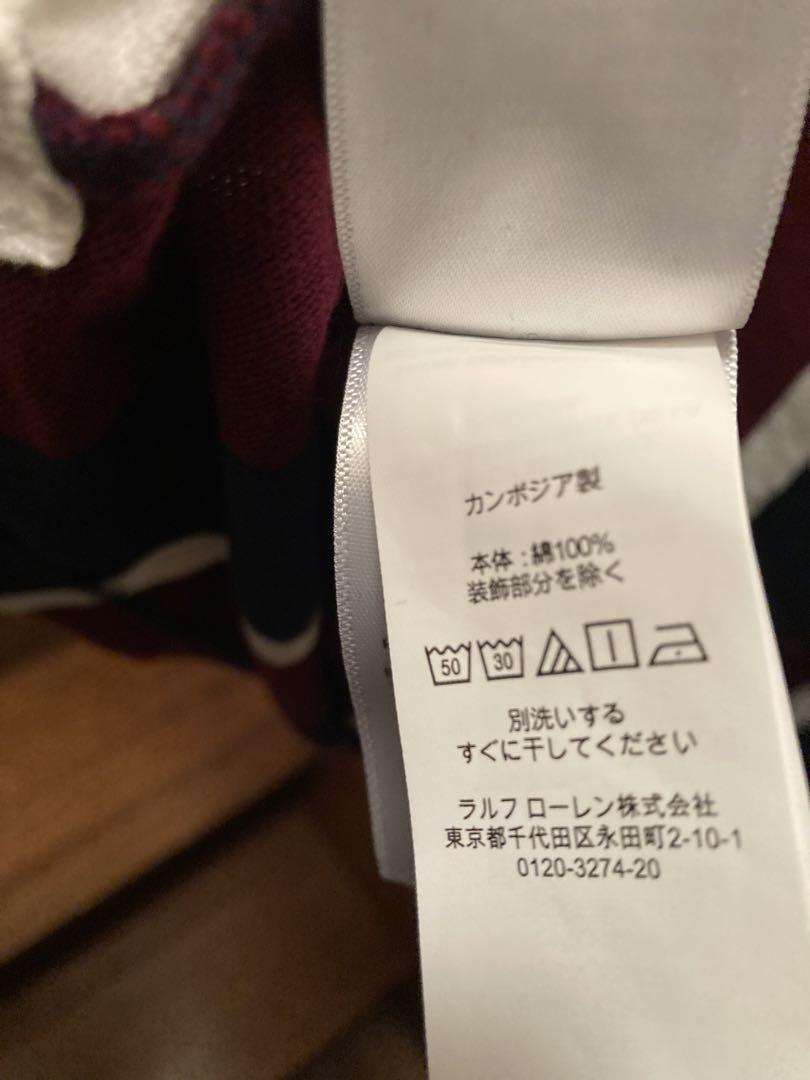 カンボジア製
本体 : 綿100%
装飾部分を除く
50 30
別洗いする
すぐに干してください
ラルフ ローレン株式会社
東京都千代田区永田町2-10-1
0120-3274-20